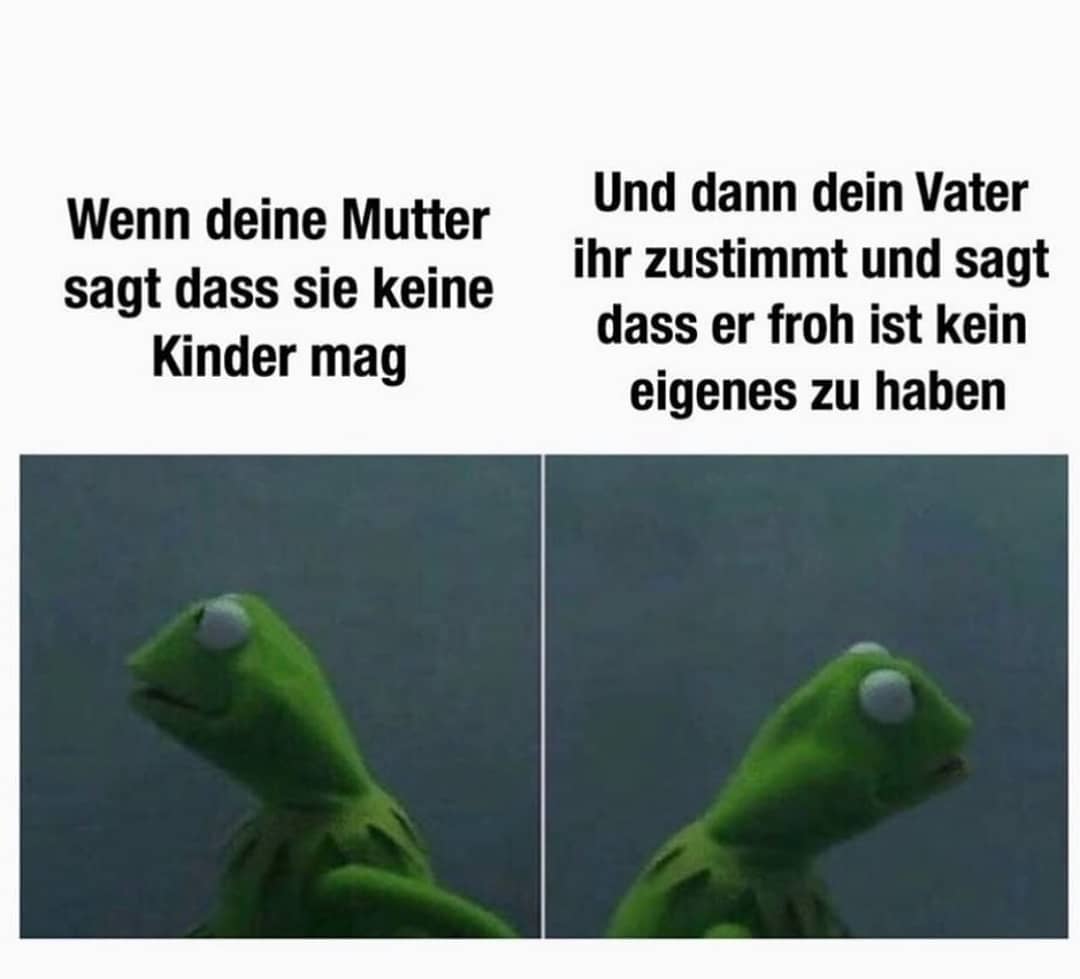 Wenn deine Mutter
sagt dass sie keine
Kinder mag
Und dann dein Vater
ihr zustimmt und sagt
dass er froh ist kein
eigenes zu haben